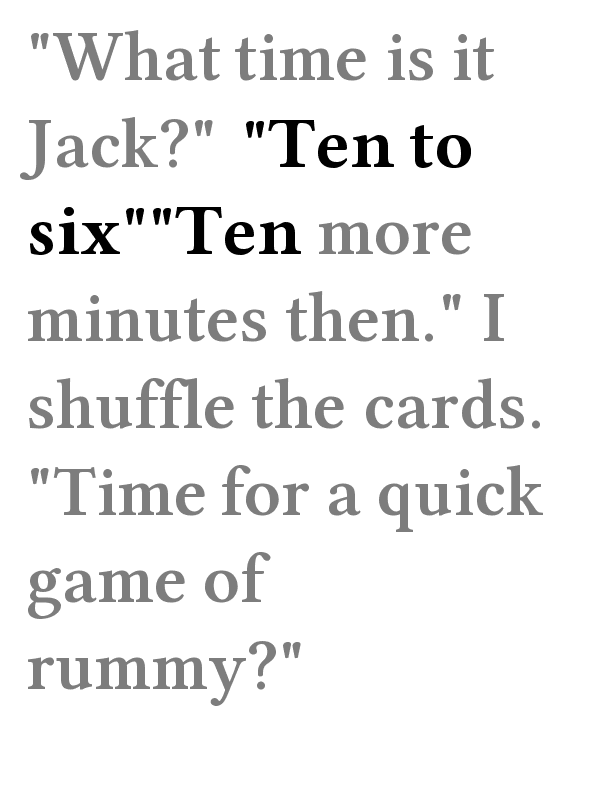 "What time is it
Jack?" "Ten to
six""Ten more
minutes then." I
shuffle the cards.
"Time for a quick
game of
rummy?"